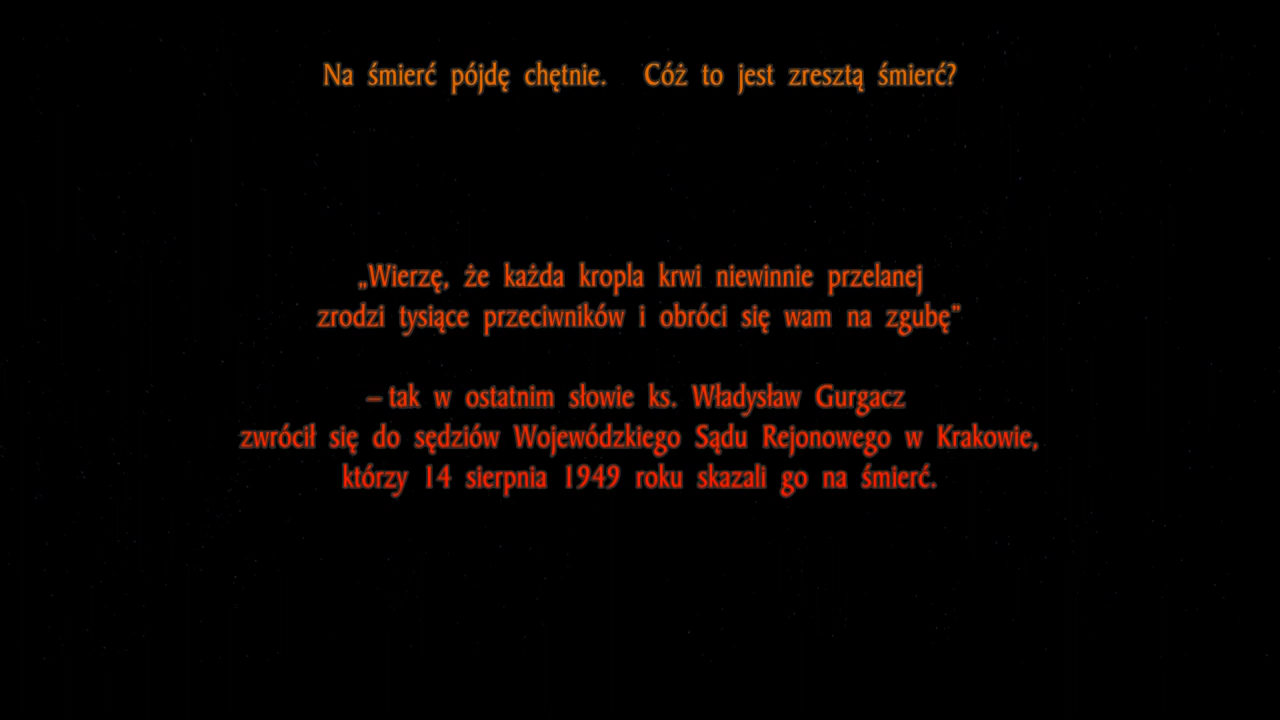 Na śmierć pójdę chętnie. Cóż to jest zresztą śmierć?
„Wierzę, że każda kropla krwi niewinnie przelanej
zrodzi tysiące przeciwników i obróci się wam na zgubę”
– tak w ostatnim słowie ks. Władysław Gurgacz
zwrócił się do sędziów Wojewódzkiego Sądu Rejonowego w Krakowie,
którzy 14 sierpnia 1949 roku skazali go na śmierć.